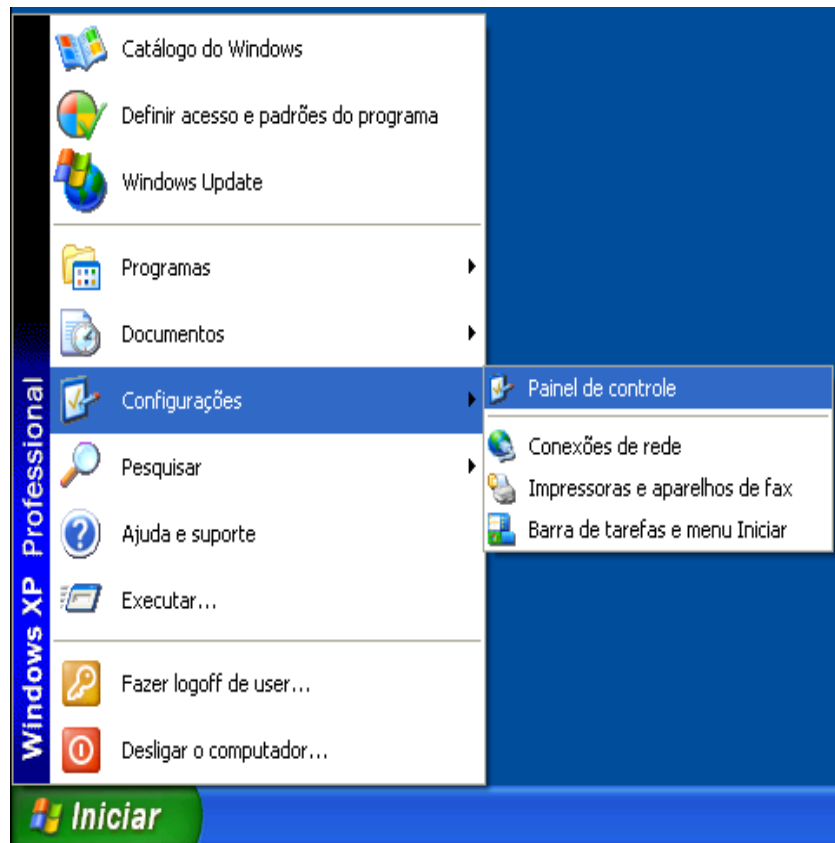 Catálogo do Windows
Definir acesso e padrões do programa
Windows Update
Programas
Documentos
Configurações
Pesquisar
Ajuda e suporte
Executar...
Fazer logoff de user...
Desligar o computador...
Painel de controle
Conexões de rede
Impressoras e aparelhos de fax
Barra de tarefas e menu Iniciar
Windows XP Professional
Iniciar